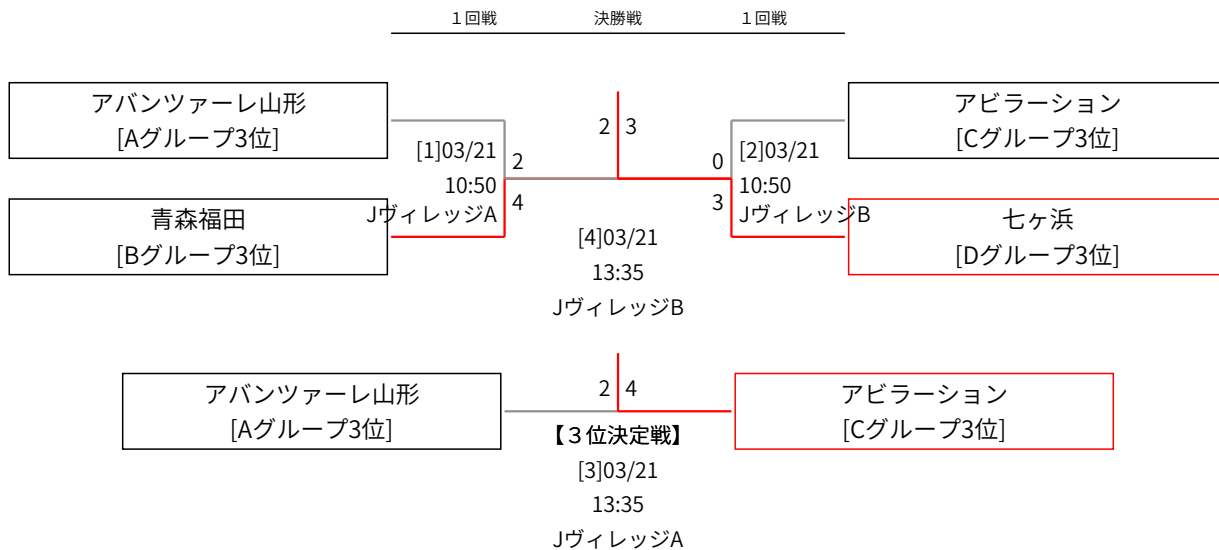 １回戦 決勝戦 １回戦
アバンツァーレ山形
[Aグループ3位]
アビラーション
[Cグループ3位]
2 3
[1]03/21
10:50
JヴィレッジA
2
4
0
3
[2]03/21
10:50
JヴィレッジB
青森福田
[Bグループ3位]
七ヶ浜
[Dグループ3位]
[4]03/21
13:35
JヴィレッジB
アバンツァーレ山形
[Aグループ3位]
2 4
アビラーション
[Cグループ3位]
【３位決定戦】
[3]03/21
13:35
JヴィレッジA